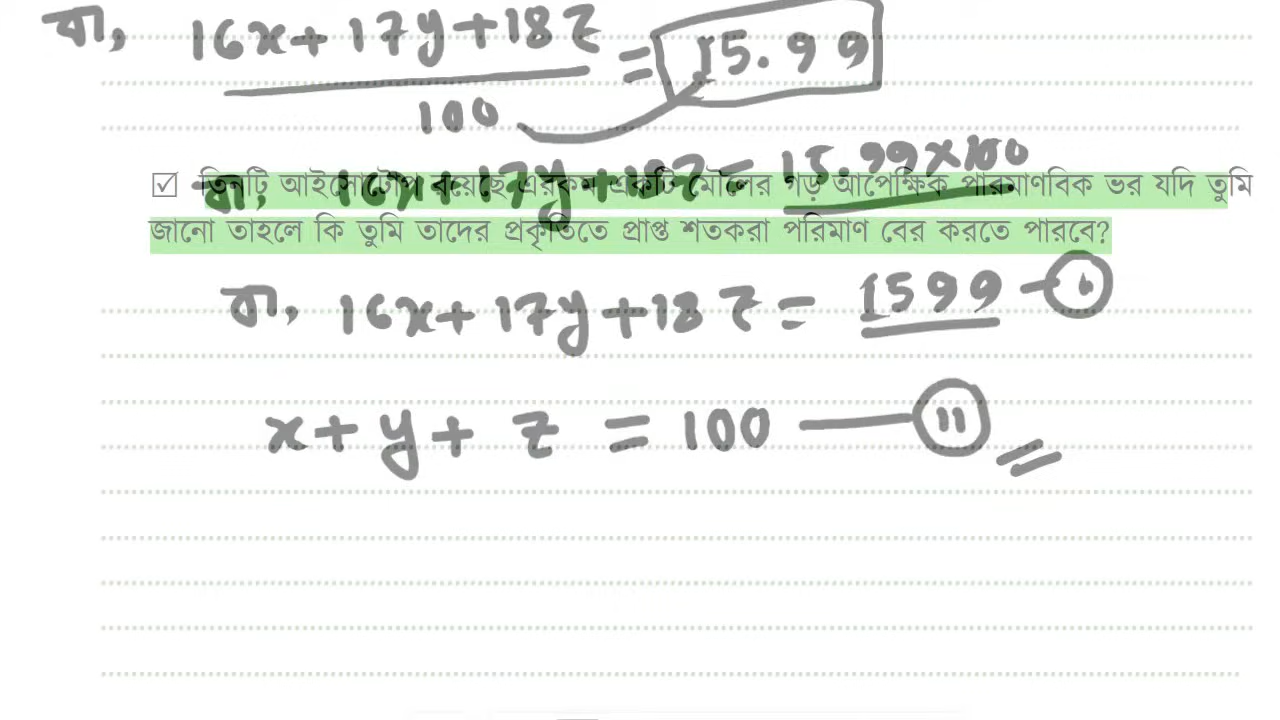 বা, 16x + 17y + 18z
100 = 15.99
বা, 16x + 17y + 18z = 15.99 × 100
☑ তিনটি আইসোটোপ রয়েছে এরকম একটি মৌলের গড় আপেক্ষিক পারমাণবিক ভর যদি তুমি
জানো তাহলে কি তুমি তাদের প্রকৃতিতে প্রাপ্ত শতকরা পরিমাণ বের করতে পারবে?
বা, 16x + 17y + 18z = 1599 — i
x + y + z = 100 — ii